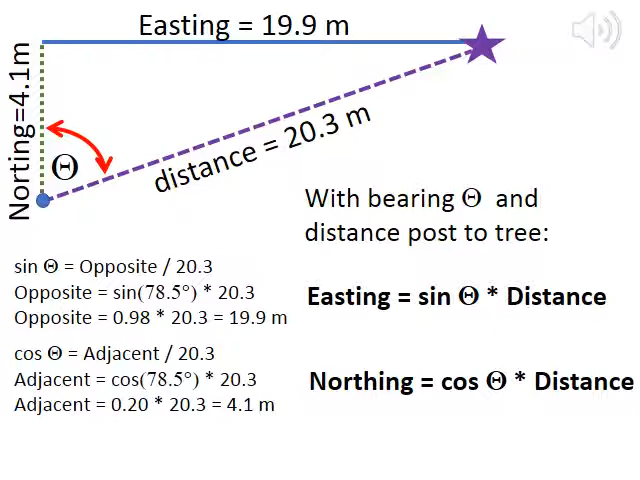 Easting = 19.9 m
Norting=4.1m
Θ
distance = 20.3 m
With bearing Θ and
distance post to tree:
sin Θ = Opposite / 20.3
Opposite = sin(78.5°) * 20.3
Opposite = 0.98 * 20.3 = 19.9 m
Easting = sin Θ * Distance
cos Θ = Adjacent / 20.3
Adjacent = cos(78.5°) * 20.3
Adjacent = 0.20 * 20.3 = 4.1 m
Northing = cos Θ * Distance